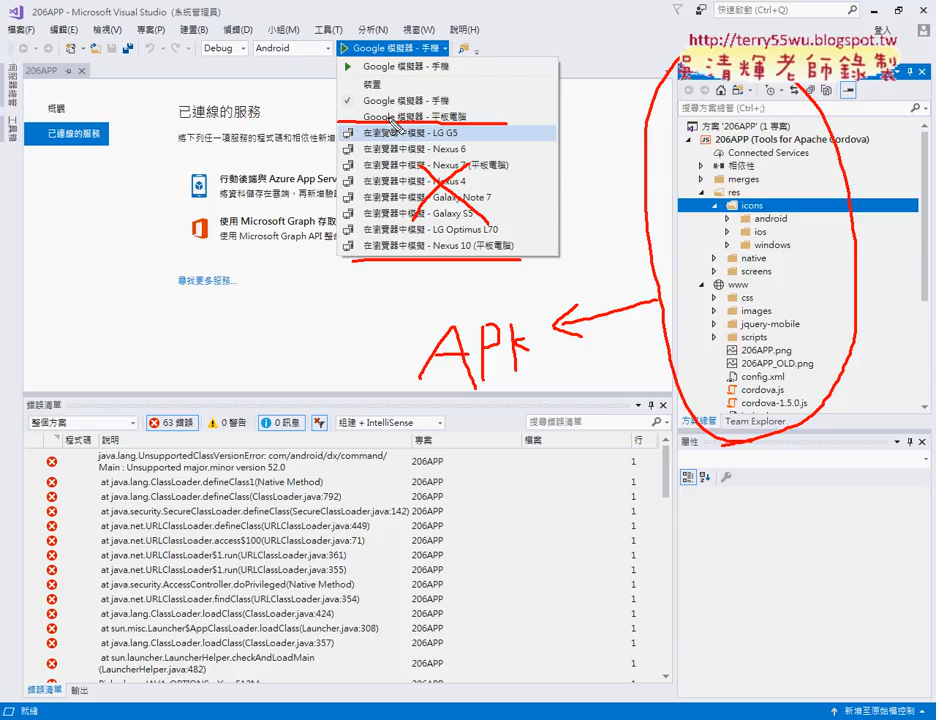 206APP - Microsoft Visual Studio (系統管理員)
快速啟動 (Ctrl+Q)
檔案(F)
編輯(E)
檢視(V)
專案(P)
建置(B)
偵錯(D)
小組(M)
工具(T)
分析(N)
視窗(W)
說明(H)
登入
http://terry55wu.blogspot.tw
吳清輝老師錄製
Debug
Android
Google 模擬器 - 手機
206APP
伺服器總管
工具箱
概觀
已連線的服務
已連線的服務
將下列任一項服務的程式碼和相依性新增
行動後端與 Azure App Servi
將資料儲存在雲端,再新增驗證
使用 Microsoft Graph 存取
使用 Microsoft Graph API 整
尋找更多服務...
Google 模擬器 - 手機
裝置
Google 模擬器 - 手機
Google 模擬器 - 平板電腦
在瀏覽器中模擬 - LG G5
在瀏覽器中模擬 - Nexus 6
在瀏覽器中模擬 - Nexus 7 (平板電腦)
在瀏覽器中模擬 - Nexus 4
在瀏覽器中模擬 - Galaxy Note 7
在瀏覽器中模擬 - Galaxy S5
在瀏覽器中模擬 - LG Optimus L70
在瀏覽器中模擬 - Nexus 10 (平板電腦)
APk
搜尋方案總管 (Ctrl+;)
方案 '206APP' (1 專案)
206APP (Tools for Apache Cordova)
Connected Services
相依性
merges
res
icons
android
ios
windows
native
screens
www
css
images
jquery-mobile
scripts
206APP.png
206APP_OLD.png
config.xml
cordova.js
cordova-1.5.0.js
方案總管
Team Explorer
屬性
錯誤清單
整個方案
63 錯誤
0 警告
0 訊息
組建 + IntelliSense
搜尋錯誤清單
程式碼
說明
專案
檔案
行
java.lang.UnsupportedClassVersionError: com/android/dx/command/
Main : Unsupported major.minor version 52.0
206APP
1
at java.lang.ClassLoader.defineClass1(Native Method)
206APP
1
at java.lang.ClassLoader.defineClass(ClassLoader.java:792)
206APP
1
at java.security.SecureClassLoader.defineClass(SecureClassLoader.java:142)
206APP
1
at java.net.URLClassLoader.defineClass(URLClassLoader.java:449)
206APP
1
at java.net.URLClassLoader.access$100(URLClassLoader.java:71)
206APP
1
at java.net.URLClassLoader$1.run(URLClassLoader.java:361)
206APP
1
at java.net.URLClassLoader$1.run(URLClassLoader.java:355)
206APP
1
at java.security.AccessController.doPrivileged(Native Method)
206APP
1
at java.net.URLClassLoader.findClass(URLClassLoader.java:354)
206APP
1
at java.lang.ClassLoader.loadClass(ClassLoader.java:424)
206APP
1
at sun.misc.Launcher$AppClassLoader.loadClass(Launcher.java:308)
206APP
1
at java.lang.ClassLoader.loadClass(ClassLoader.java:357)
206APP
1
at sun.launcher.LauncherHelper.checkAndLoadMain
(LauncherHelper.java:482)
206APP
1
錯誤清單
輸出
就緒
新增至原始檔控制